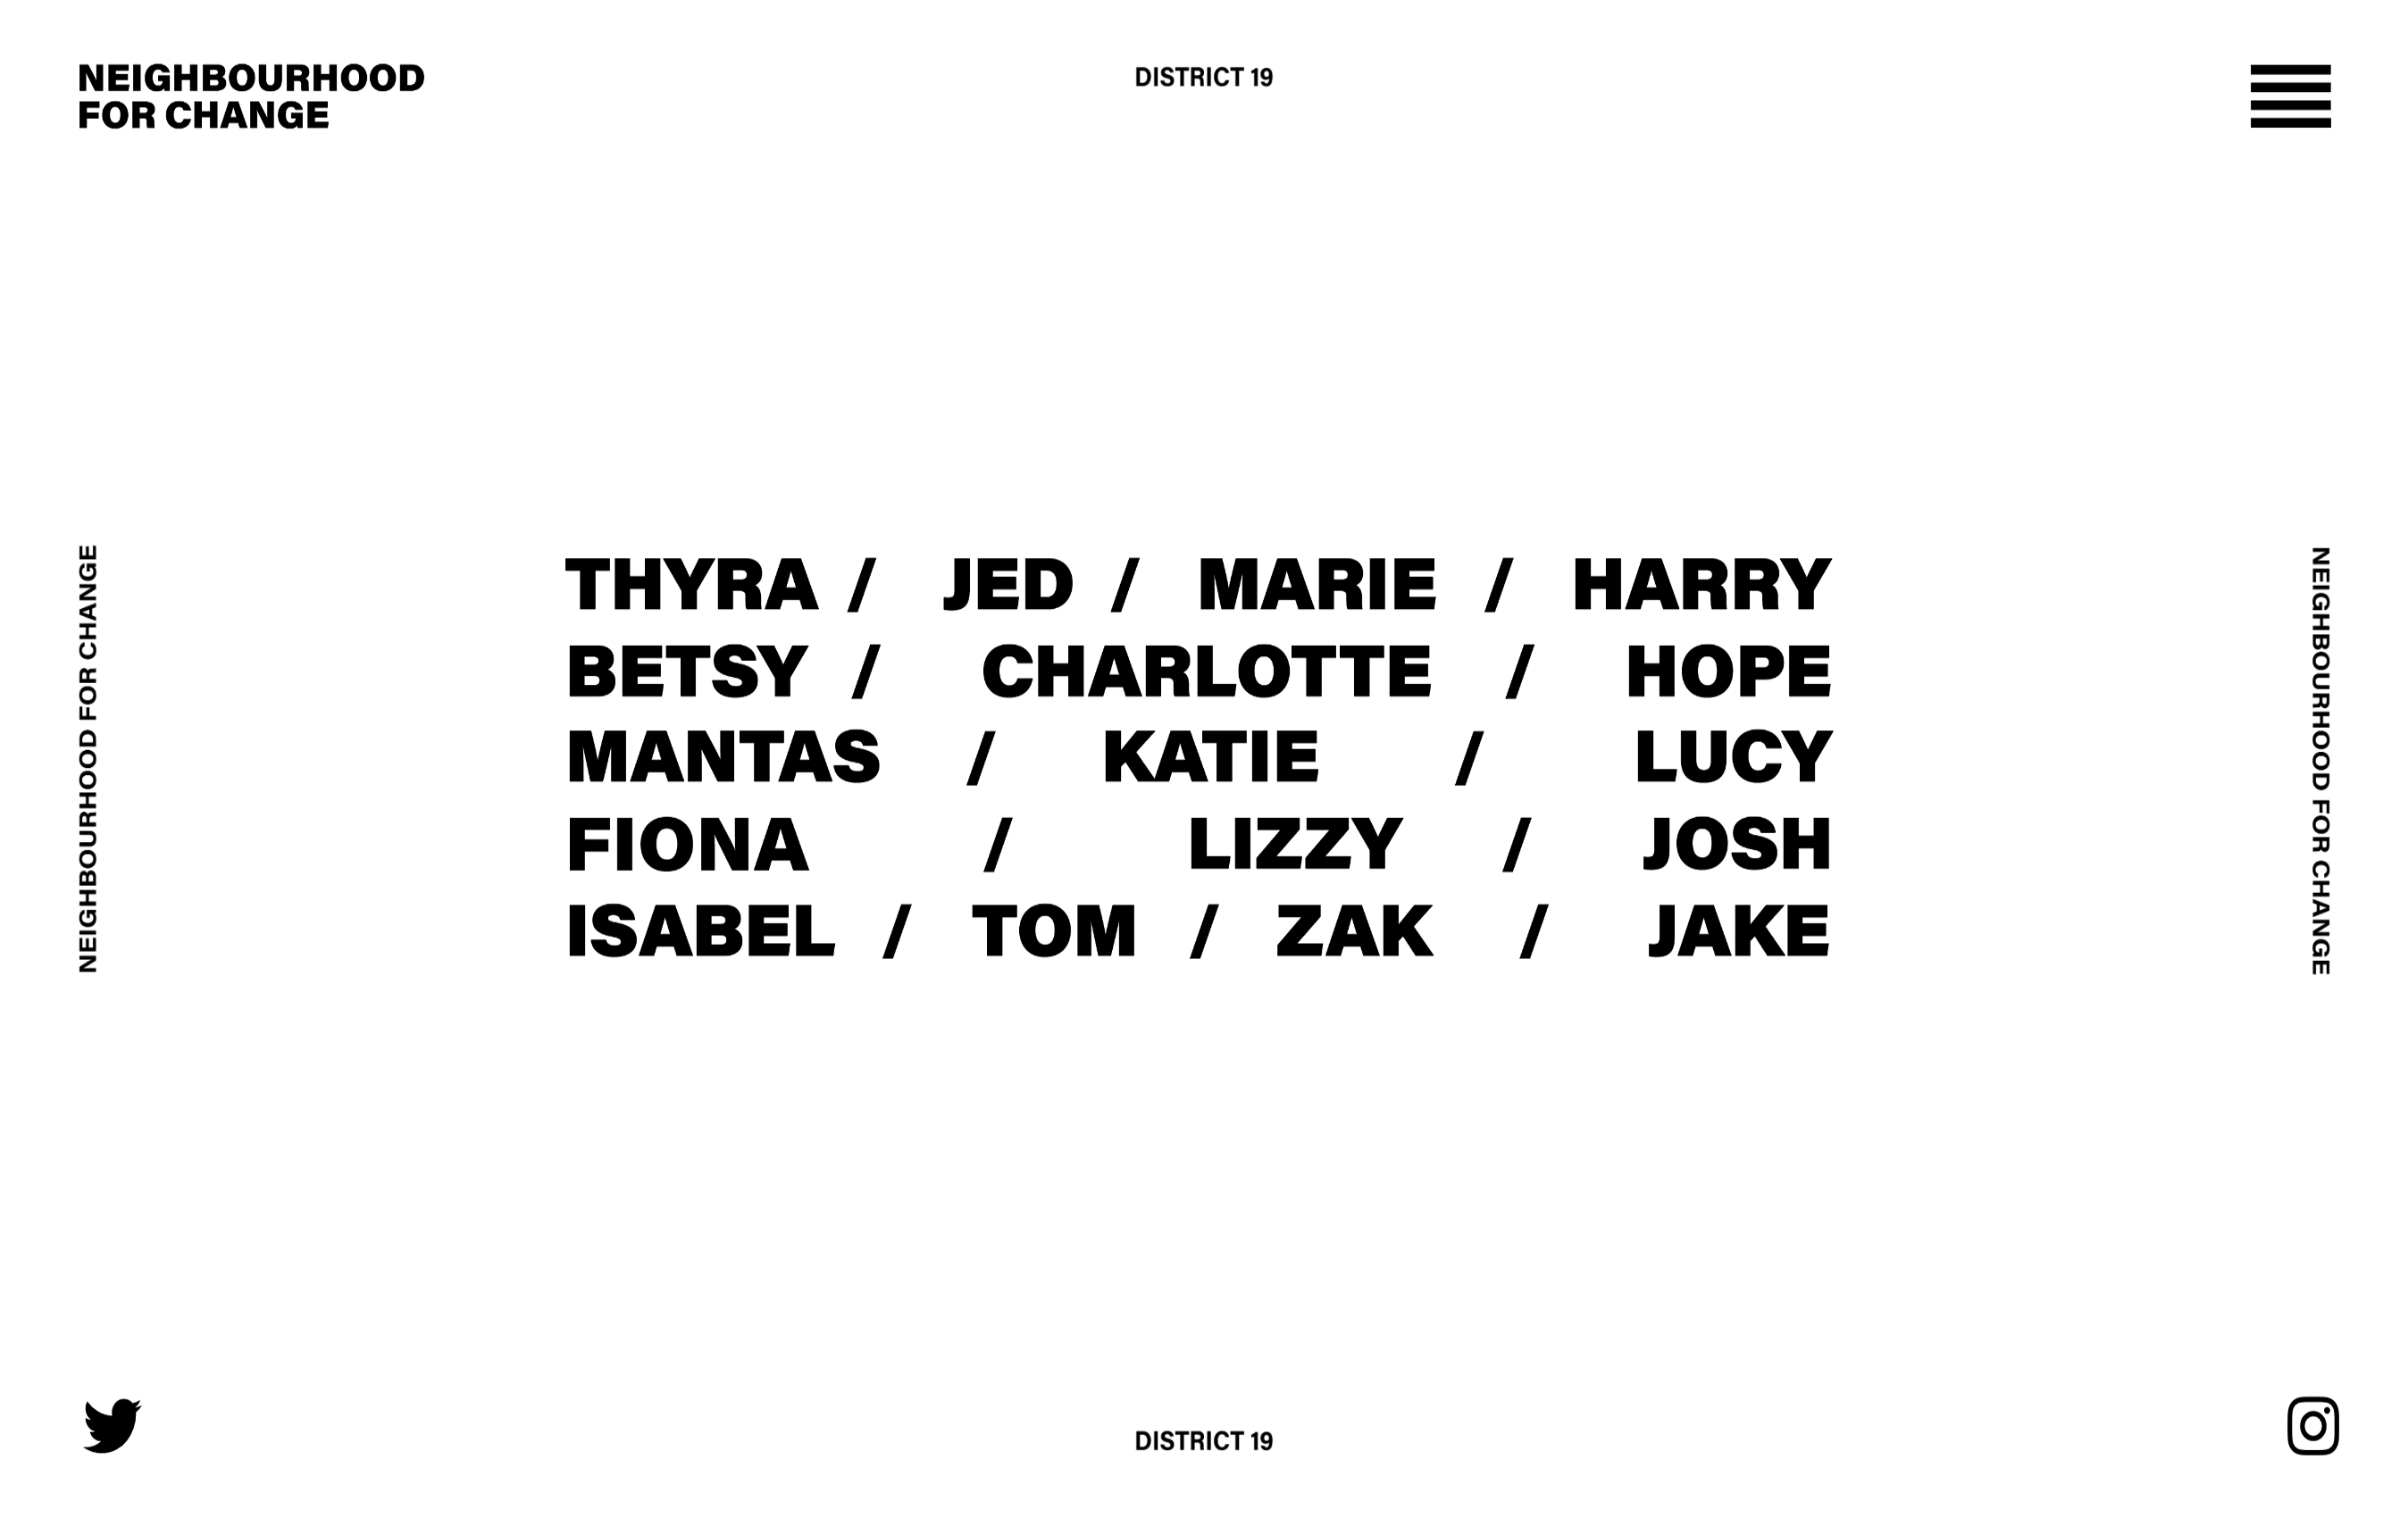 NEIGHBOURHOOD
FOR CHANGE
DISTRICT 19
NEIGHBOURHOOD FOR CHANGE
THYRA / JED / MARIE / HARRY
BETSY / CHARLOTTE / HOPE
MANTAS / KATIE / LUCY
FIONA / LIZZY / JOSH
ISABEL / TOM / ZAK / JAKE
NEIGHBOURHOOD FOR CHANGE
DISTRICT 19